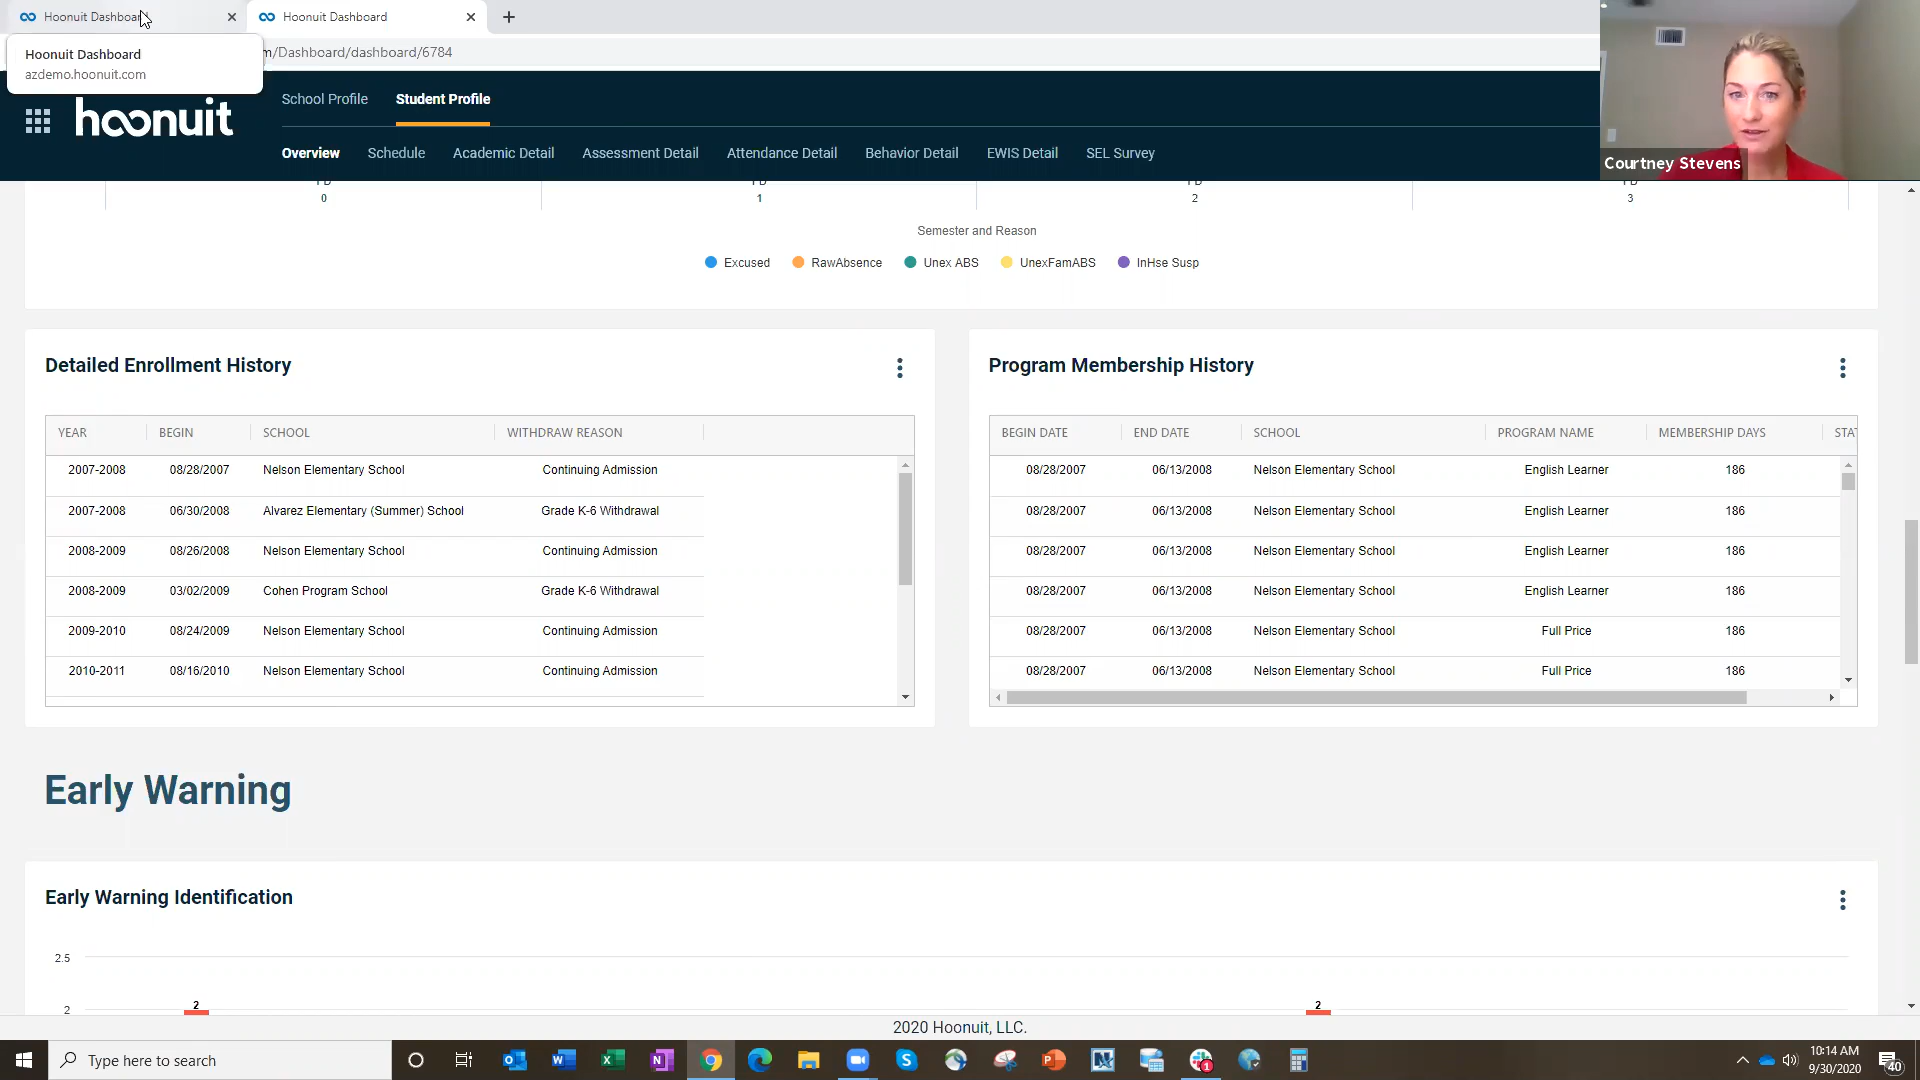 Hoonuit Dashboard
Hoonuit Dashboard
Hoonuit Dashboard
azdemo.hoonuit.com
m/Dashboard/dashboard/6784
hoonuit
School Profile
Student Profile
Overview
Schedule
Academic Detail
Assessment Detail
Attendance Detail
Behavior Detail
EWIS Detail
SEL Survey
Courtney Stevens
0 1 2 3
Semester and Reason
Excused RawAbsence Unex ABS UnexFamABS InHse Susp
Detailed Enrollment History
YEAR BEGIN SCHOOL WITHDRAW REASON
2007-2008 08/28/2007 Nelson Elementary School Continuing Admission
2007-2008 06/30/2008 Alvarez Elementary (Summer) School Grade K-6 Withdrawal
2008-2009 08/26/2008 Nelson Elementary School Continuing Admission
2008-2009 03/02/2009 Cohen Program School Grade K-6 Withdrawal
2009-2010 08/24/2009 Nelson Elementary School Continuing Admission
2010-2011 08/16/2010 Nelson Elementary School Continuing Admission
Program Membership History
BEGIN DATE END DATE SCHOOL PROGRAM NAME MEMBERSHIP DAYS STAT
08/28/2007 06/13/2008 Nelson Elementary School English Learner 186
08/28/2007 06/13/2008 Nelson Elementary School English Learner 186
08/28/2007 06/13/2008 Nelson Elementary School English Learner 186
08/28/2007 06/13/2008 Nelson Elementary School English Learner 186
08/28/2007 06/13/2008 Nelson Elementary School Full Price 186
08/28/2007 06/13/2008 Nelson Elementary School Full Price 186
Early Warning
Early Warning Identification
2.5
2
2
2
2020 Hoonuit, LLC.
Type here to search
10:14 AM
9/30/2020
40
1